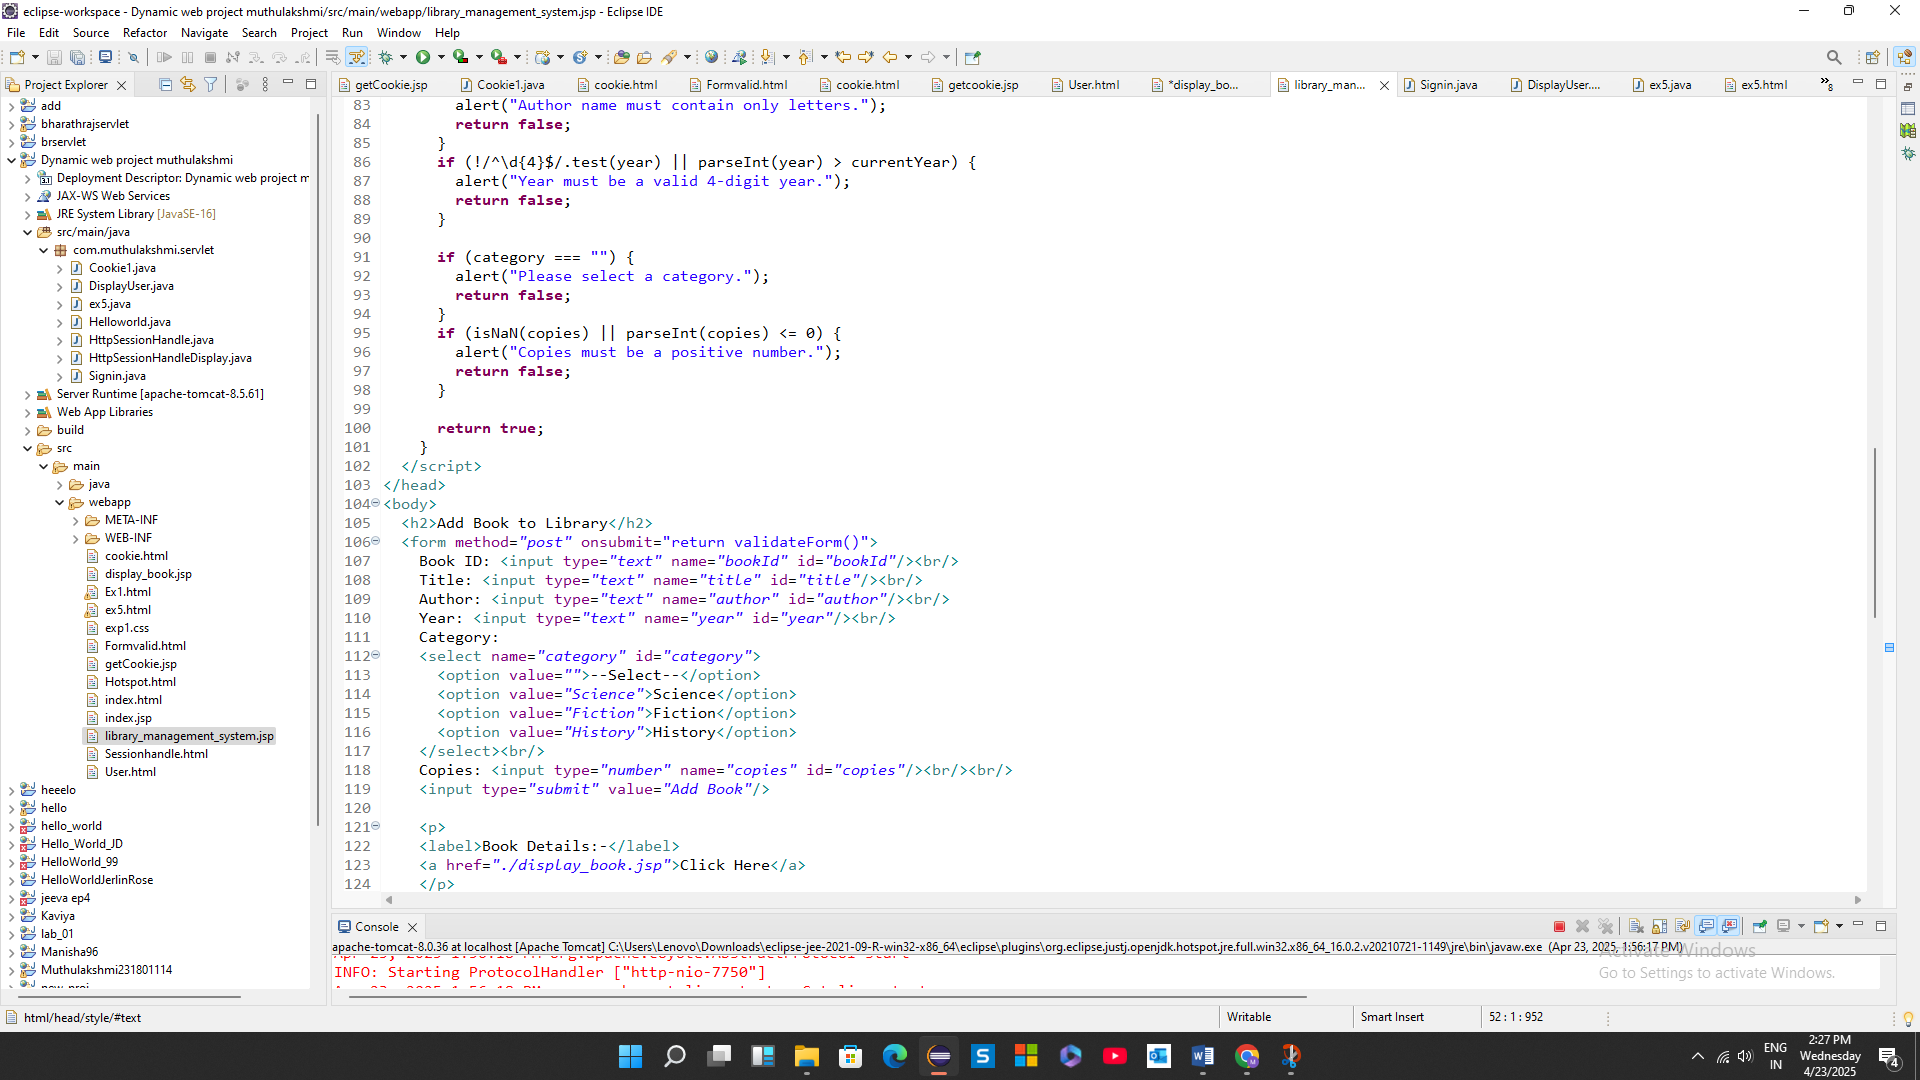 eclipse-workspace - Dynamic web project muthulakshmi/src/main/webapp/library_management_system.jsp - Eclipse IDE
File Edit Source Refactor Navigate Search Project Run Window Help
Project Explorer
getCookie.jsp Cookie1.java cookie.html Formvalid.html cookie.html getcookie.jsp User.html *display_bo... library_man... Signin.java DisplayUser.... ex5.java ex5.html »8
add
bharathrajservlet
brservlet
Dynamic web project muthulakshmi
Deployment Descriptor: Dynamic web project m
JAX-WS Web Services
JRE System Library [JavaSE-16]
src/main/java
com.muthulakshmi.servlet
Cookie1.java
DisplayUser.java
ex5.java
Helloworld.java
HttpSessionHandle.java
HttpSessionHandleDisplay.java
Signin.java
Server Runtime [apache-tomcat-8.5.61]
Web App Libraries
build
src
main
java
webapp
META-INF
WEB-INF
cookie.html
display_book.jsp
Ex1.html
ex5.html
exp1.css
Formvalid.html
getCookie.jsp
Hotspot.html
index.html
index.jsp
library_management_system.jsp
Sessionhandle.html
User.html
heeelo
hello
hello_world
Hello_World_JD
HelloWorld_99
HelloWorldJerlinRose
jeeva ep4
Kaviya
lab_01
Manisha96
Muthulakshmi231801114
new proj
83 alert("Author name must contain only letters.");
84 return false;
85 }
86 if (!/^\d{4}$/.test(year) || parseInt(year) > currentYear) {
87 alert("Year must be a valid 4-digit year.");
88 return false;
89 }
90
91 if (category === "") {
92 alert("Please select a category.");
93 return false;
94 }
95 if (isNaN(copies) || parseInt(copies) <= 0) {
96 alert("Copies must be a positive number.");
97 return false;
98 }
99
100 return true;
101 }
102 </script>
103 </head>
104 <body>
105 <h2>Add Book to Library</h2>
106 <form method="post" onsubmit="return validateForm()">
107 Book ID: <input type="text" name="bookId" id="bookId"/><br/>
108 Title: <input type="text" name="title" id="title"/><br/>
109 Author: <input type="text" name="author" id="author"/><br/>
110 Year: <input type="text" name="year" id="year"/><br/>
111 Category:
112 <select name="category" id="category">
113 <option value="">--Select--</option>
114 <option value="Science">Science</option>
115 <option value="Fiction">Fiction</option>
116 <option value="History">History</option>
117 </select><br/>
118 Copies: <input type="number" name="copies" id="copies"/><br/><br/>
119 <input type="submit" value="Add Book"/>
120
121 <p>
122 <label>Book Details:-</label>
123 <a href="./display_book.jsp">Click Here</a>
124 </p>
Console
apache-tomcat-8.0.36 at localhost [Apache Tomcat] C:\Users\Lenovo\Downloads\eclipse-jee-2021-09-R-win32-x86_64\eclipse\plugins\org.eclipse.justj.openjdk.hotspot.jre.full.win32.x86_64_16.0.2.v20210721-1149\jre\bin\javaw.exe (Apr 23, 2025, 1:56:17 PM)
INFO: Starting ProtocolHandler ["http-nio-7750"]
Activate Windows
Go to Settings to activate Windows.
html/head/style/#text
Writable
Smart Insert
52 : 1 : 952
ENG
IN
2:27 PM
Wednesday
4/23/2025
4